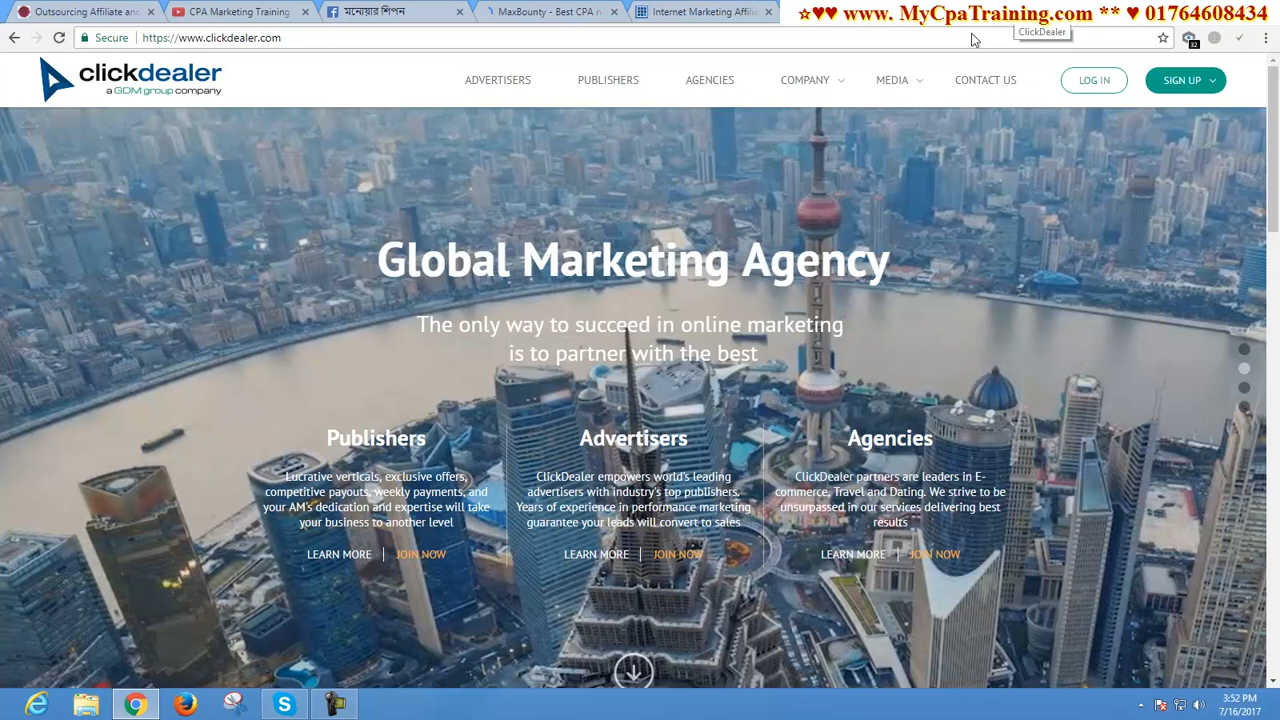 Outsourcing Affiliate and
CPA Marketing Training
মনোয়ার শিপন
MaxBounty - Best CPA n
Internet Marketing Affili
☆♥♥ www. MyCpaTraining.com ** ♥ 01764608434
Secure
https://www.clickdealer.com
ClickDealer
32
clickdealer
a GDM group company
ADVERTISERS
PUBLISHERS
AGENCIES
COMPANY
MEDIA
CONTACT US
LOG IN
SIGN UP
Global Marketing Agency
The only way to succeed in online marketing
is to partner with the best
Publishers
Lucrative verticals, exclusive offers,
competitive payouts, weekly payments, and
your AM's dedication and expertise will take
your business to another level
LEARN MORE
JOIN NOW
Advertisers
ClickDealer empowers world's leading
advertisers with industry's top publishers.
Years of experience in performance marketing
guarantee your leads will convert to sales
LEARN MORE
JOIN NOW
Agencies
ClickDealer partners are leaders in E-
commerce, Travel and Dating. We strive to be
unsurpassed in our services delivering best
results
LEARN MORE
JOIN NOW
3:52 PM
7/16/2017